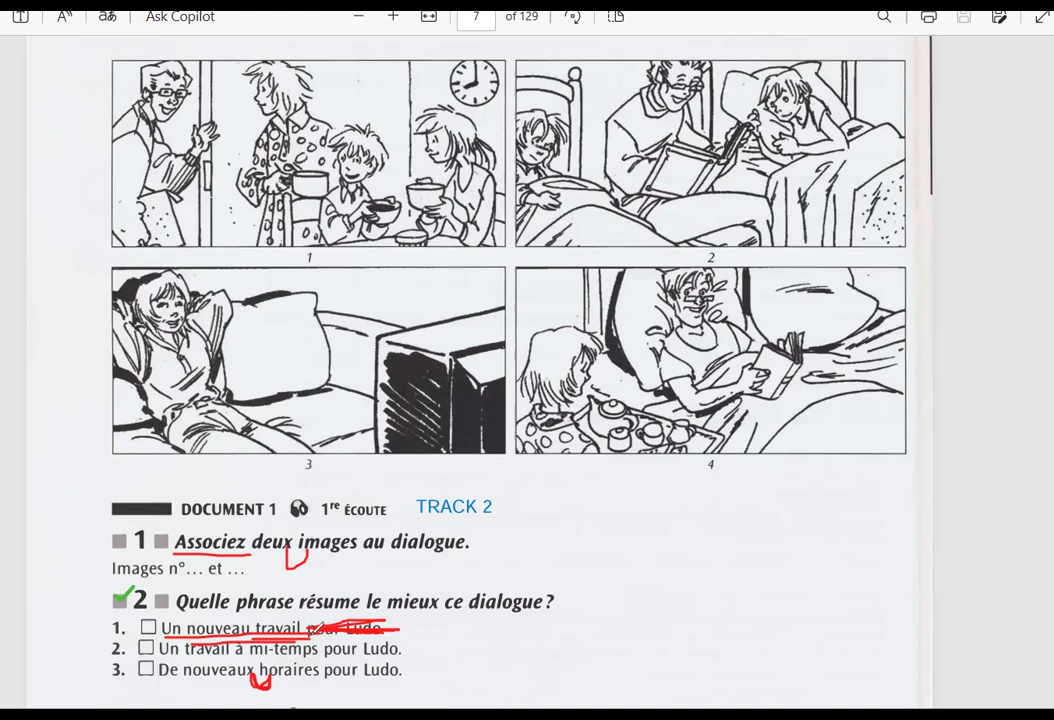 Ask Copilot
7 of 129
1
2
3
4
DOCUMENT 1 1re ÉCOUTE TRACK 2
1 Associez deux images au dialogue.
Images n°... et ...
2 Quelle phrase résume le mieux ce dialogue ?
1. Un nouveau travail pour Ludo.
2. Un travail à mi-temps pour Ludo.
3. De nouveaux horaires pour Ludo.